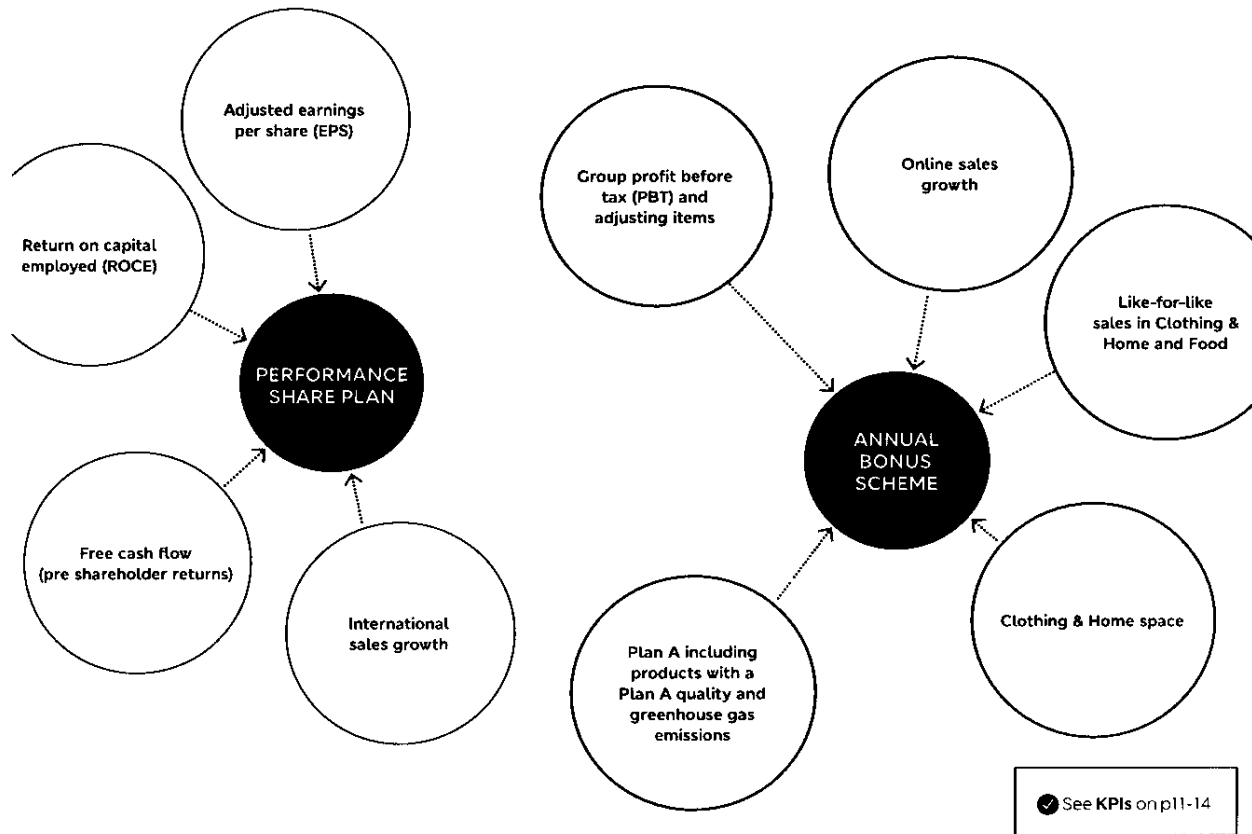 Adjusted earnings
per share (EPS)
Return on capital
employed (ROCE)
PERFORMANCE
SHARE PLAN
Free cash flow
(pre shareholder returns)
International
sales growth
Group profit before
tax (PBT) and
adjusting items
Online sales
growth
Like-for-like
sales in Clothing &
Home and Food
ANNUAL
BONUS
SCHEME
Clothing & Home space
Plan A including
products with a
Plan A quality and
greenhouse gas
emissions
See KPIs on p11-14